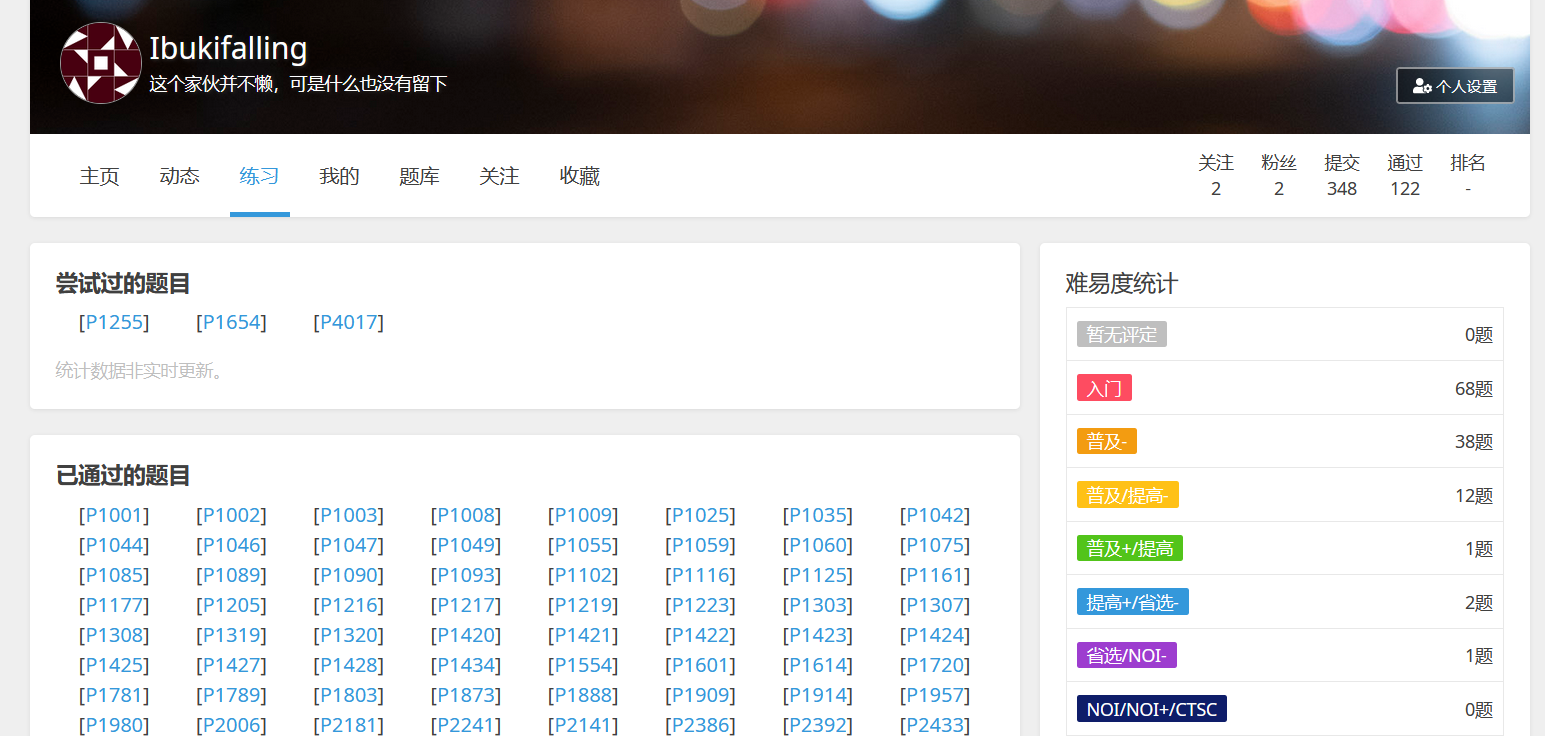 Ibukifalling
这个家伙并不懒，可是什么也没有留下
个人设置
主页 动态 练习 我的 题库 关注 收藏
关注 粉丝 提交 通过 排名
2 2 348 122 -
尝试过的题目
[P1255] [P1654] [P4017]
统计数据非实时更新。
已通过的题目
[P1001] [P1002] [P1003] [P1008] [P1009] [P1025] [P1035] [P1042]
[P1044] [P1046] [P1047] [P1049] [P1055] [P1059] [P1060] [P1075]
[P1085] [P1089] [P1090] [P1093] [P1102] [P1116] [P1125] [P1161]
[P1177] [P1205] [P1216] [P1217] [P1219] [P1223] [P1303] [P1307]
[P1308] [P1319] [P1320] [P1420] [P1421] [P1422] [P1423] [P1424]
[P1425] [P1427] [P1428] [P1434] [P1554] [P1601] [P1614] [P1720]
[P1781] [P1789] [P1803] [P1873] [P1888] [P1909] [P1914] [P1957]
[P1980] [P2006] [P2181] [P2241] [P2141] [P2386] [P2392] [P2433]
难易度统计
暂无评定 0题
入门 68题
普及- 38题
普及/提高- 12题
普及+/提高 1题
提高+/省选- 2题
省选/NOI- 1题
NOI/NOI+/CTSC 0题